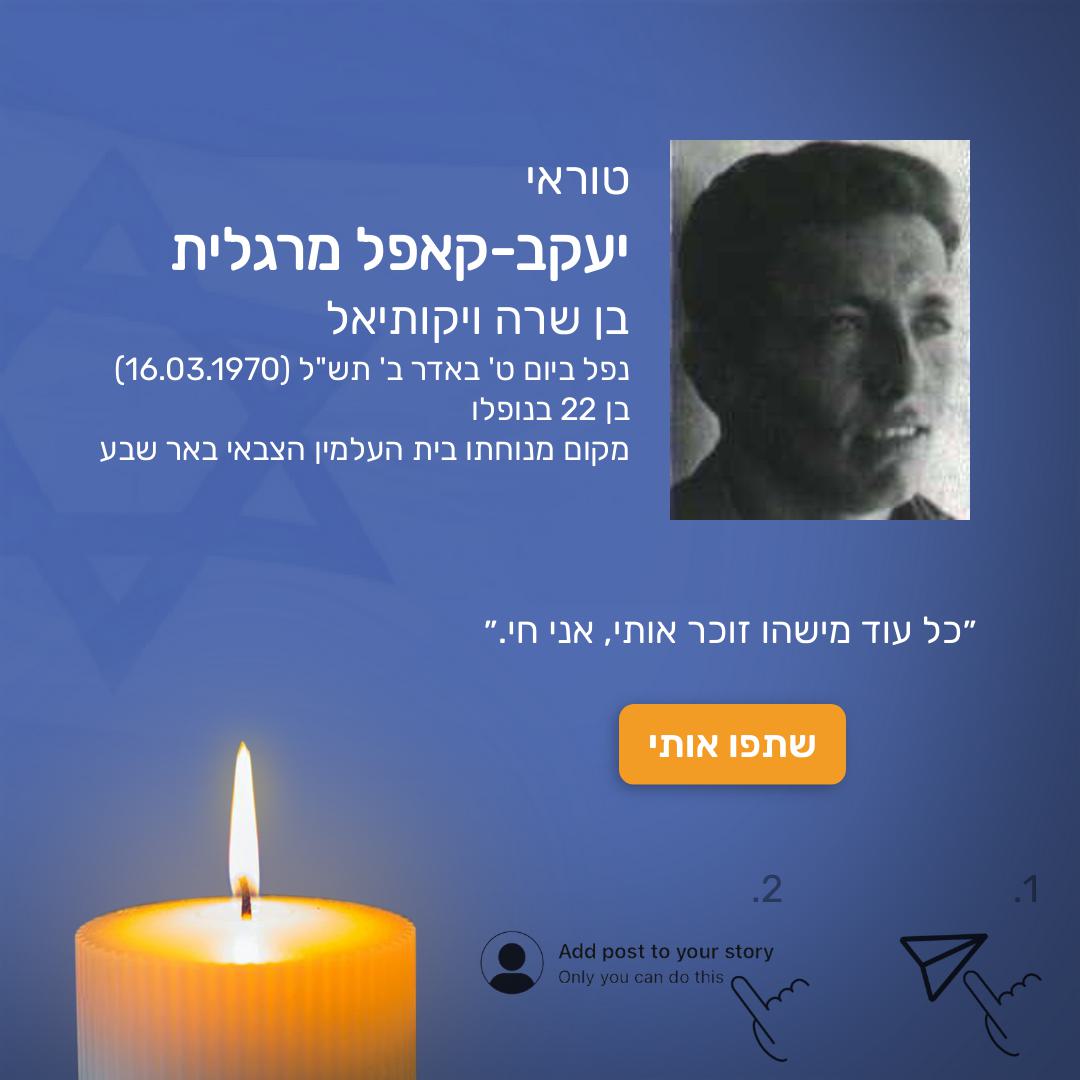 טוראי
יעקב-קאפל מרגלית
בן שרה ויקותיאל
נפל ביום ט' באדר ב' תש"ל (16.03.1970)
בן 22 בנופלו
מקום מנוחתו בית העלמין הצבאי באר שבע
״כל עוד מישהו זוכר אותי, אני חי.״
שתפו אותי
.1
.2
Add post to your story
Only you can do this